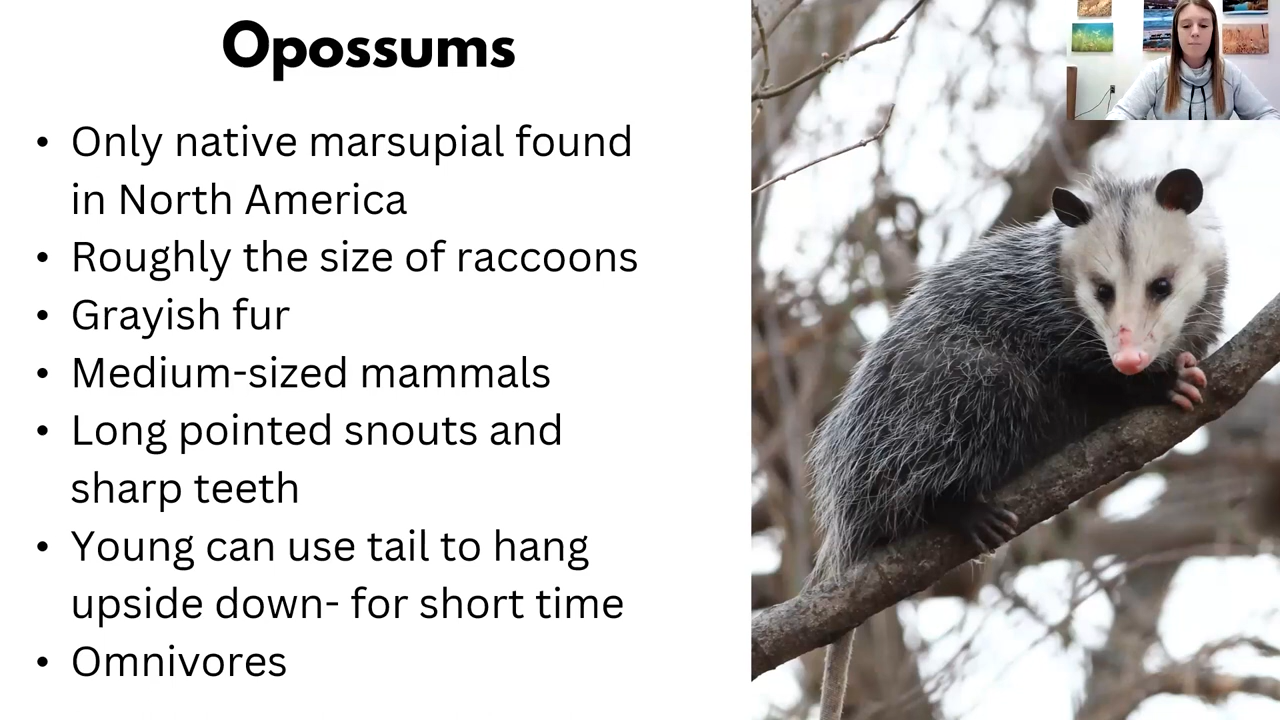 Opossums
• Only native marsupial found
in North America
• Roughly the size of raccoons
• Grayish fur
• Medium-sized mammals
• Long pointed snouts and
sharp teeth
• Young can use tail to hang
upside down- for short time
• Omnivores